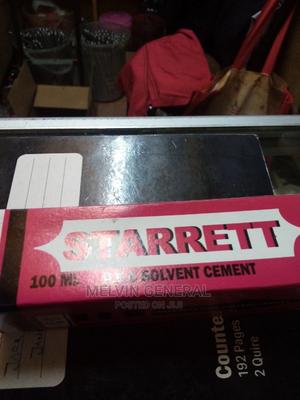 STARRETT
100 M SOLVENT CEMENT
MELVIN GENERAL
POSTED ON JIJI
Counte
192 Pages
2 Quire